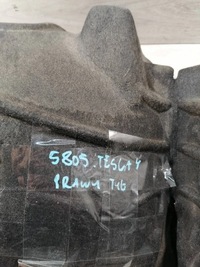 5805 .TESLA Y
PRAWY TYŁ